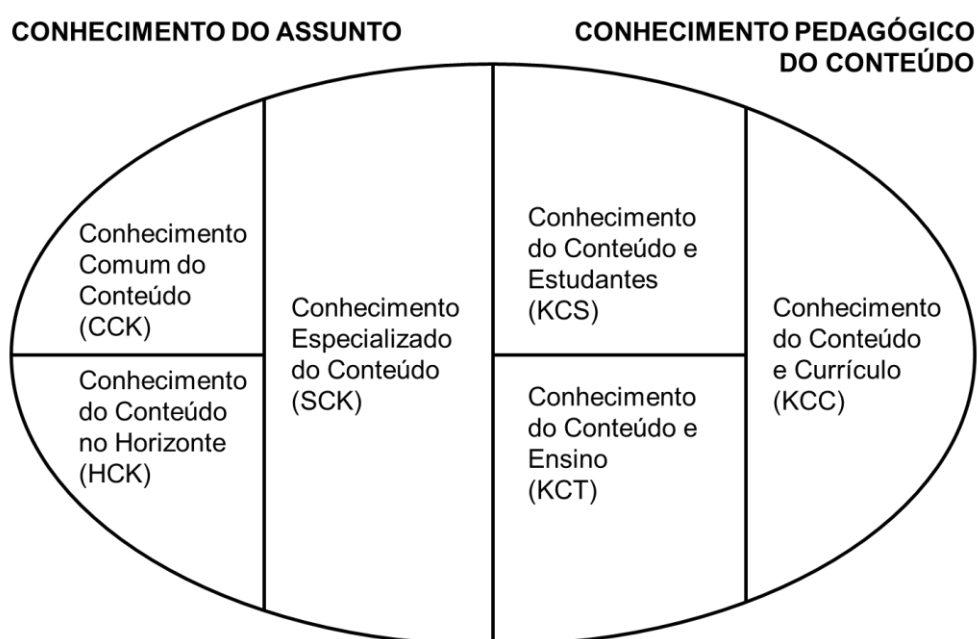 CONHECIMENTO DO ASSUNTO
CONHECIMENTO PEDAGÓGICO
DO CONTEÚDO
Conhecimento
Comum do
Conteúdo
(CCK)
Conhecimento
do Conteúdo
no Horizonte
(HCK)
Conhecimento
Especializado
do Conteúdo
(SCK)
Conhecimento
do Conteúdo e
Estudantes
(KCS)
Conhecimento
do Conteúdo e
Ensino
(KCT)
Conhecimento
do Conteúdo
e Currículo
(KCC)